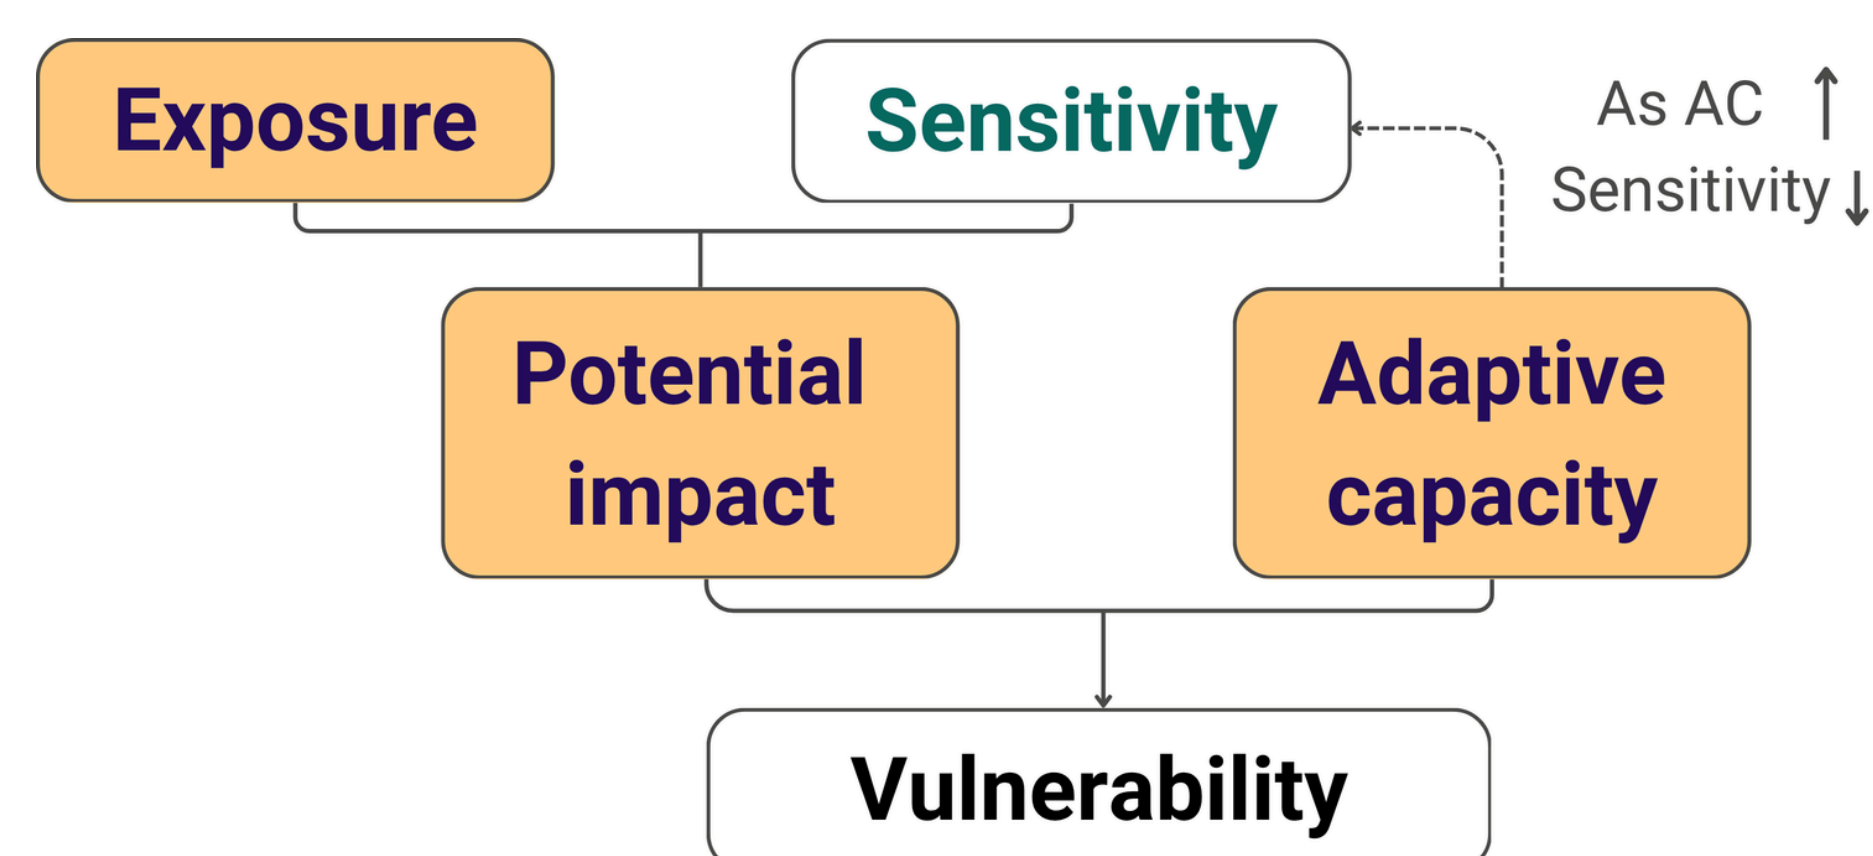 Exposure
Sensitivity
As AC ↑
Sensitivity ↓
Potential
impact
Adaptive
capacity
Vulnerability